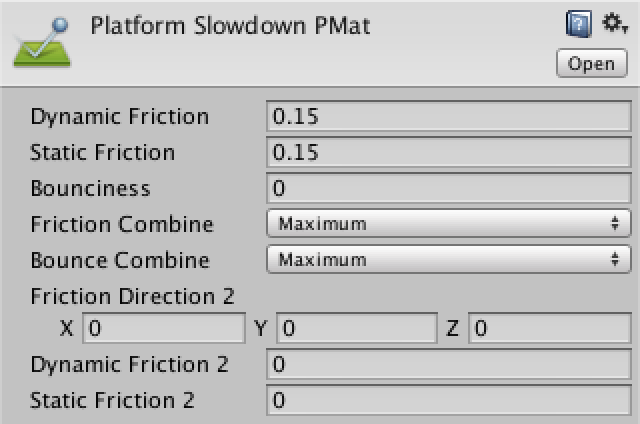 Platform Slowdown PMat
Open
Dynamic Friction 0.15
Static Friction 0.15
Bounciness 0
Friction Combine Maximum
Bounce Combine Maximum
Friction Direction 2
X 0 Y 0 Z 0
Dynamic Friction 2 0
Static Friction 2 0